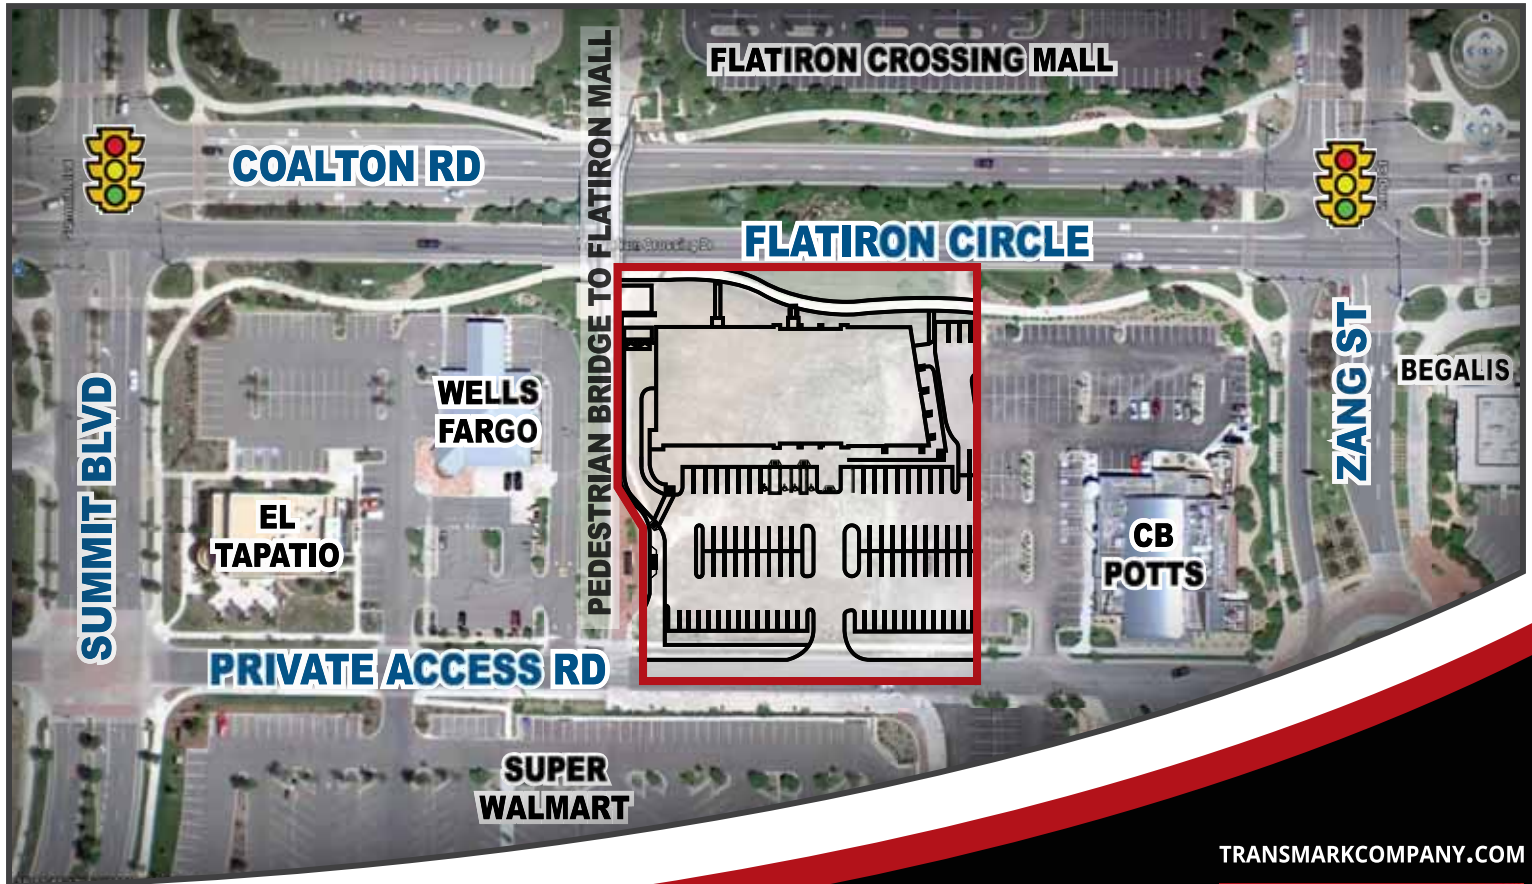 FLATIRON CROSSING MALL
PEDESTRIAN BRIDGE TO FLATIRON MALL
COALTON RD
FLATIRON CIRCLE
SUMMIT BLVD
WELLS
FARGO
ZANG ST
BEGALIS
EL
TAPATIO
CB
POTTS
PRIVATE ACCESS RD
SUPER
WALMART
TRANSMARKCOMPANY.COM